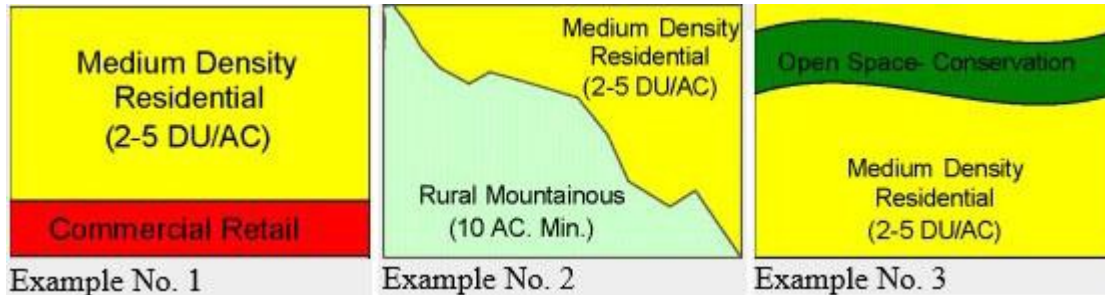 Medium Density
Residential
(2-5 DU/AC)
Commercial Retail
Example No. 1
Medium Density
Residential
(2-5 DU/AC)
Rural Mountainous
(10 AC. Min.)
Example No. 2
Open Space- Conservation
Medium Density
Residential
(2-5 DU/AC)
Example No. 3